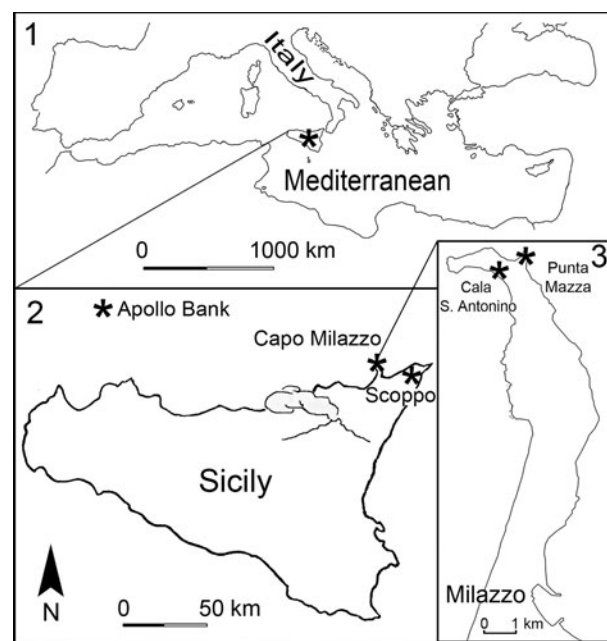 1
Italy
Mediterranean
0 1000 km
2
* Apollo Bank
Capo Milazzo
Scoppo
Sicily
N
0 50 km
3
Cala
S. Antonino
Punta
Mazza
Milazzo
0 1 km